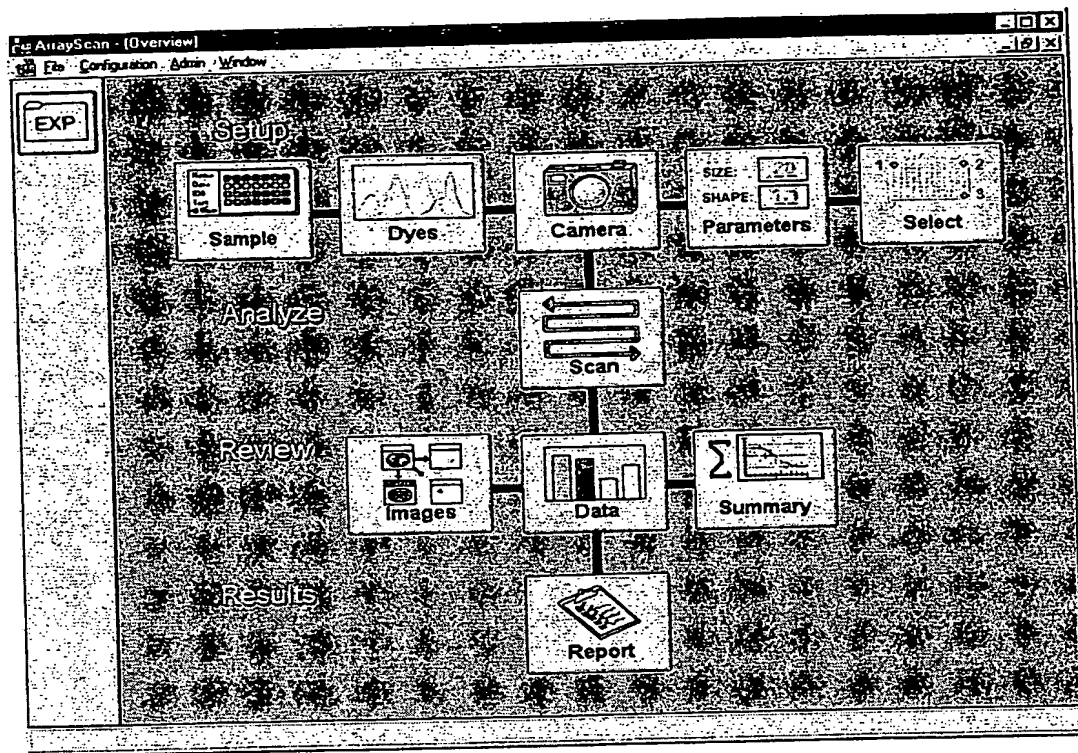 ArrayScan - [Overview]
File Configuration Admin Window
EXP
Setup
Sample
Dyes
Camera
SIZE:
SHAPE:
Parameters
1 2
3
Select
Analyze
Scan
Review
Images
Data
Σ
Summary
Results
Report